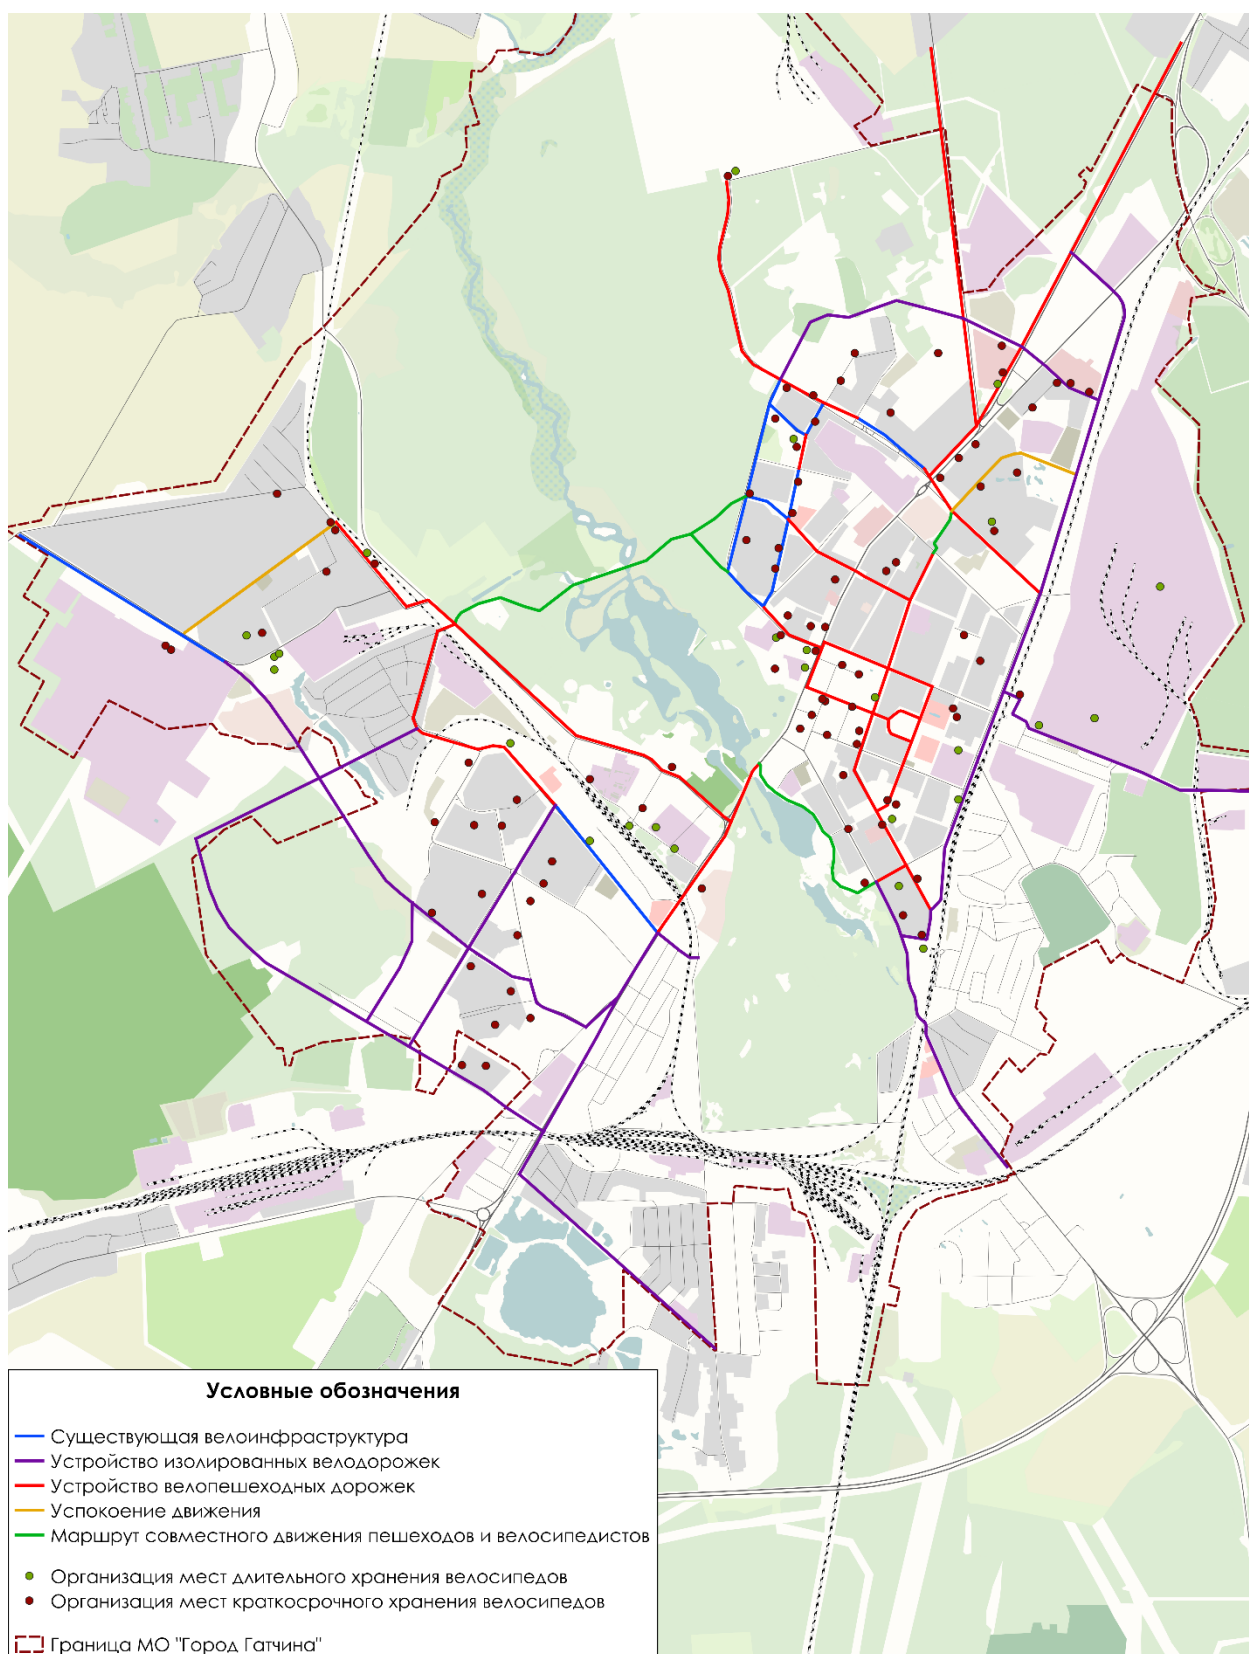 Условные обозначения
Существующая велоинфраструктура
Устройство изолированных велодорожек
Устройство велопешеходных дорожек
Успокоение движения
Маршрут совместного движения пешеходов и велосипедистов
Организация мест длительного хранения велосипедов
Организация мест краткосрочного хранения велосипедов
Граница МО "Город Гатчина"